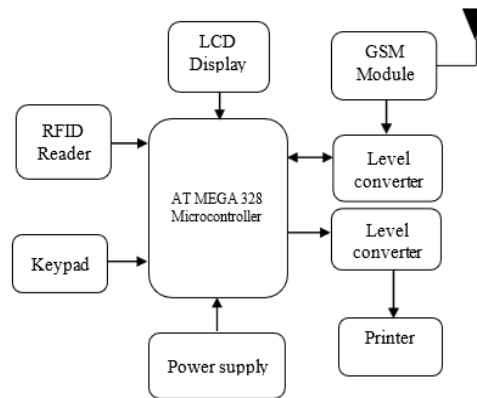 LCD
Display
GSM
Module
RFID
Reader
AT MEGA 328
Microcontroller
Level
converter
Level
converter
Keypad
Printer
Power supply